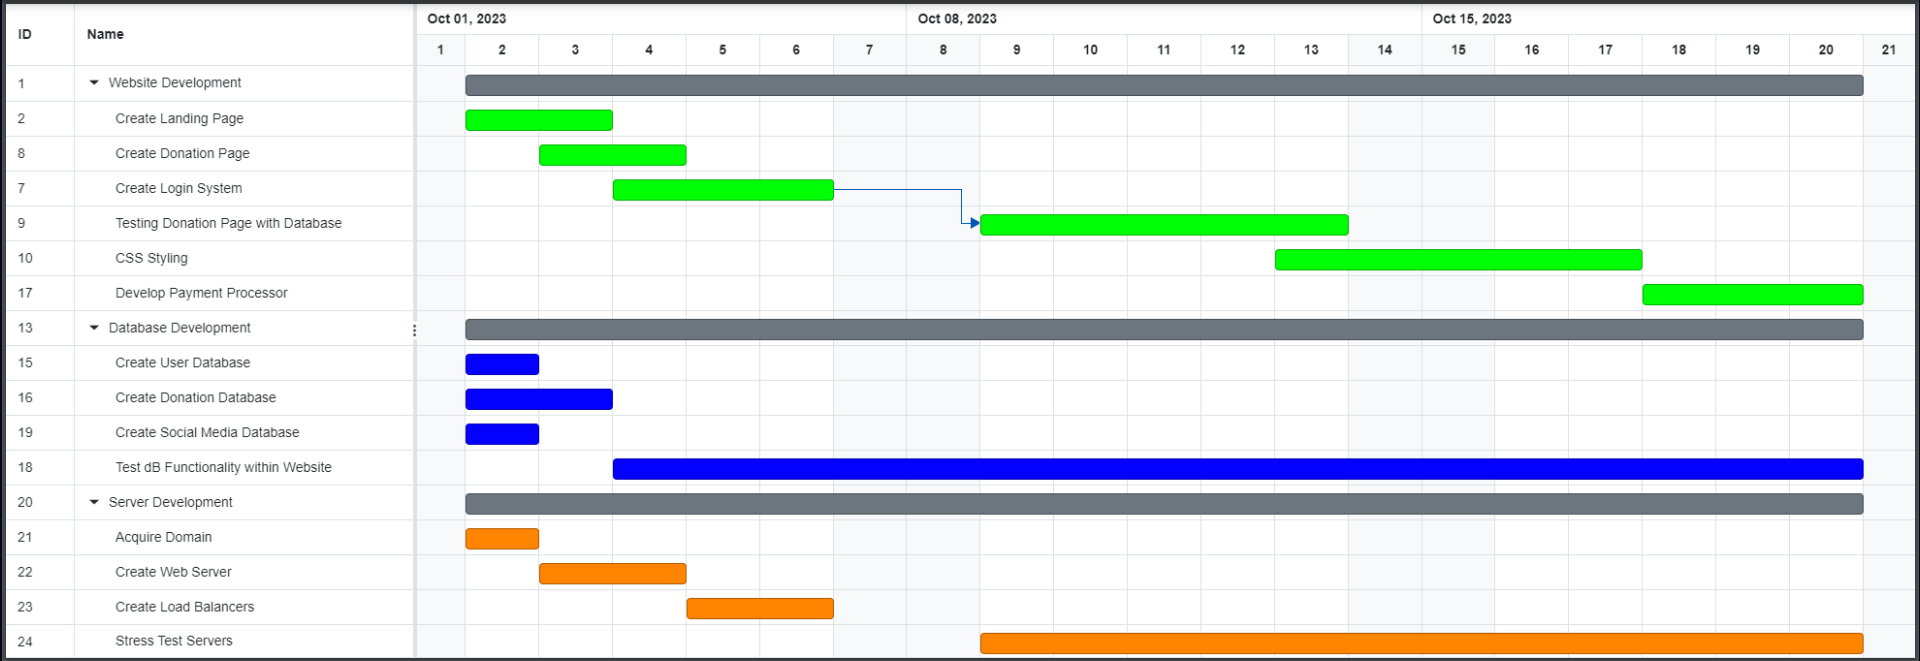 ID Name Oct 01, 2023 Oct 08, 2023 Oct 15, 2023
1 2 3 4 5 6 7 8 9 10 11 12 13 14 15 16 17 18 19 20 21
1 Website Development
2 Create Landing Page
8 Create Donation Page
7 Create Login System
9 Testing Donation Page with Database
10 CSS Styling
17 Develop Payment Processor
13 Database Development
15 Create User Database
16 Create Donation Database
19 Create Social Media Database
18 Test dB Functionality within Website
20 Server Development
21 Acquire Domain
22 Create Web Server
23 Create Load Balancers
24 Stress Test Servers